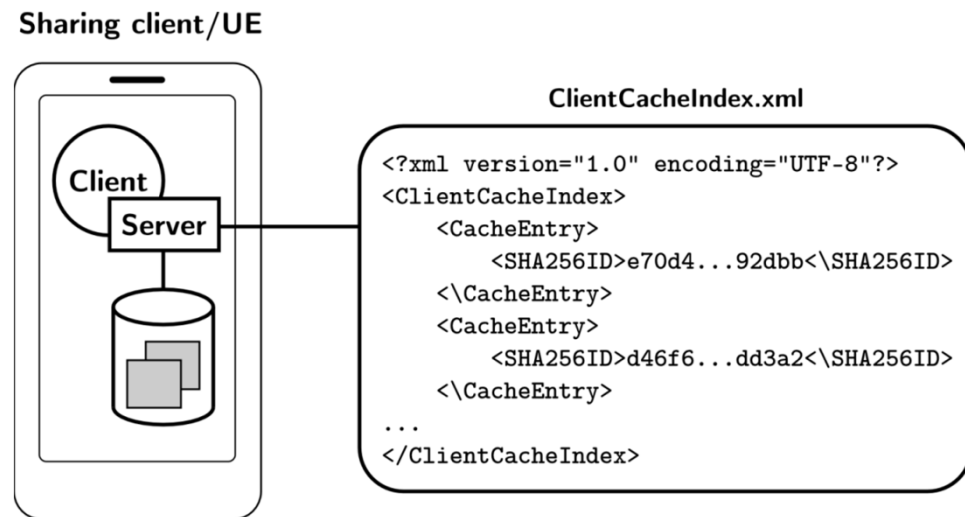 Sharing client/UE
Client
Server
ClientCacheIndex.xml
<?xml version="1.0" encoding="UTF-8"?>
<ClientCacheIndex>
    <CacheEntry>
        <SHA256ID>e70d4...92dbb<\SHA256ID>
    <\CacheEntry>
    <CacheEntry>
        <SHA256ID>d46f6...dd3a2<\SHA256ID>
    <\CacheEntry>
...
</ClientCacheIndex>